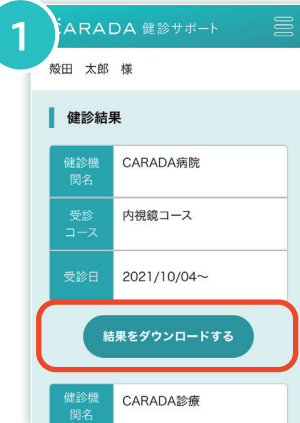 1
CARADA 健診サポート
殻田 太郎 様
健診結果
健診機
関名
CARADA病院
受診
コース
内視鏡コース
受診日
2021/10/04~
結果をダウンロードする
健診機
関名
CARADA診療